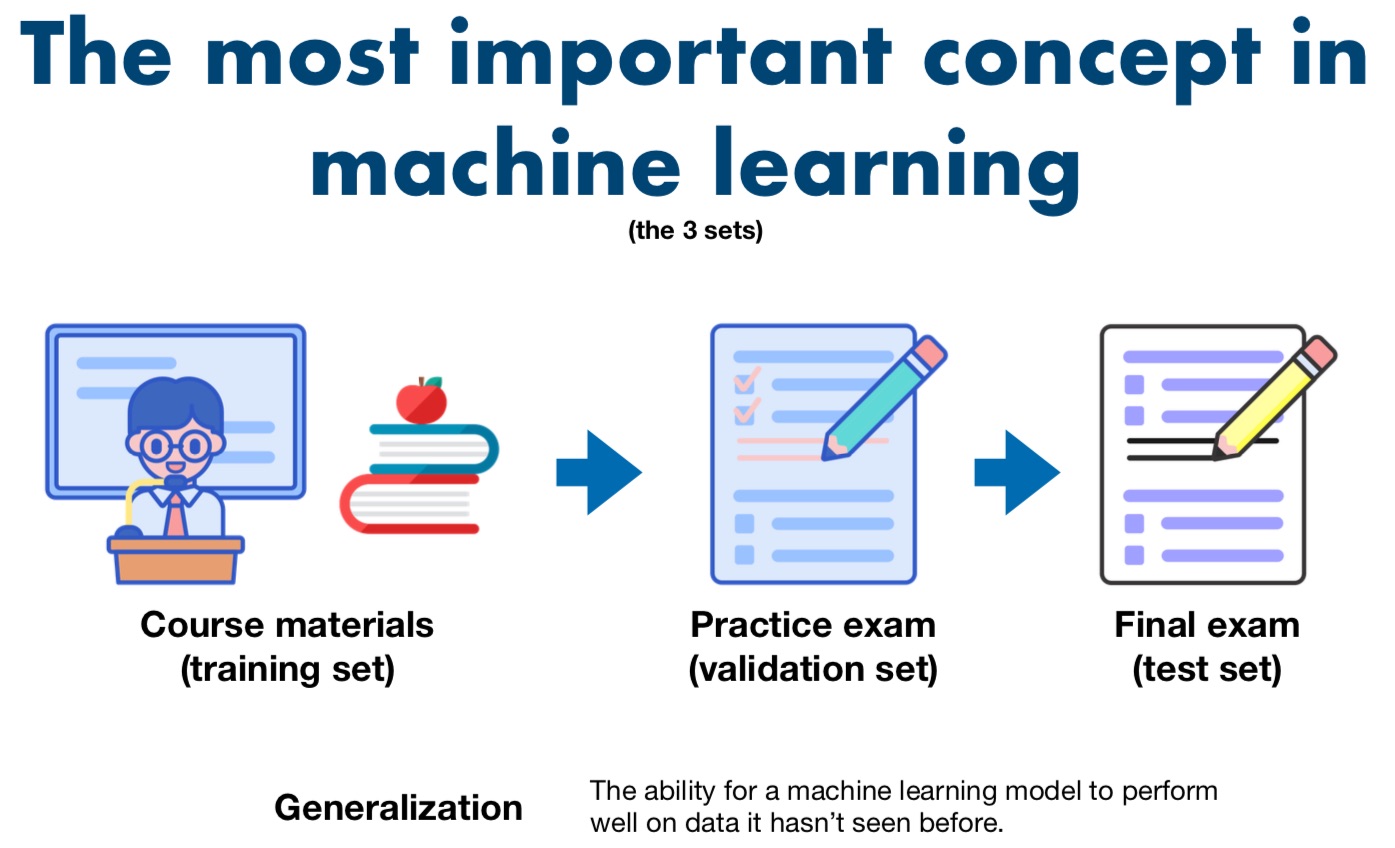 The most important concept in
machine learning
(the 3 sets)
Course materials
(training set)
Practice exam
(validation set)
Final exam
(test set)
Generalization
The ability for a machine learning model to perform
well on data it hasn’t seen before.